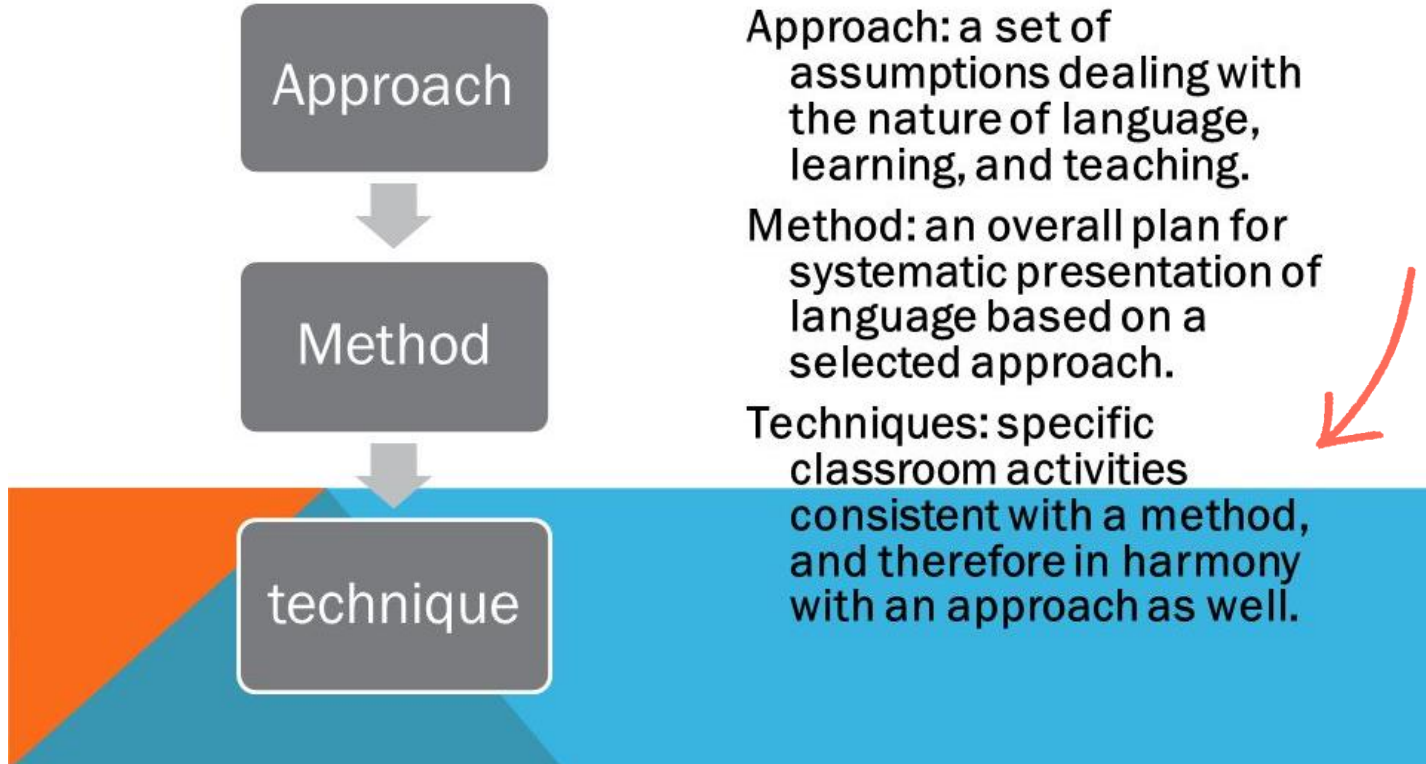 Approach
Method
technique
Approach: a set of
assumptions dealing with
the nature of language,
learning, and teaching.
Method: an overall plan for
systematic presentation of
language based on a
selected approach.
Techniques: specific
classroom activities
consistent with a method,
and therefore in harmony
with an approach as well.